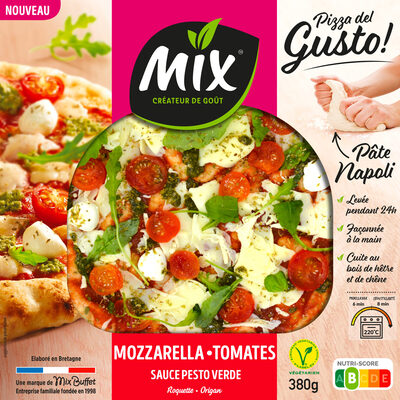 NOUVEAU
MIX
CRÉATEUR DE GOÛT
Pizza del
Gusto!
Pâte
Napoli
Levée
pendant 24h
Façonnée
à la main
Cuite au
bois de hêtre
et de chêne
6 min
8 min
220°C
MOZZARELLA • TOMATES
SAUCE PESTO VERDE
Roquette - Origan
VÉGÉTARIEN
380g
NUTRI-SCORE
A B C D E
Elaboré en Bretagne
Une marque de Mix Buffet
Entreprise familiale fondée en 1998